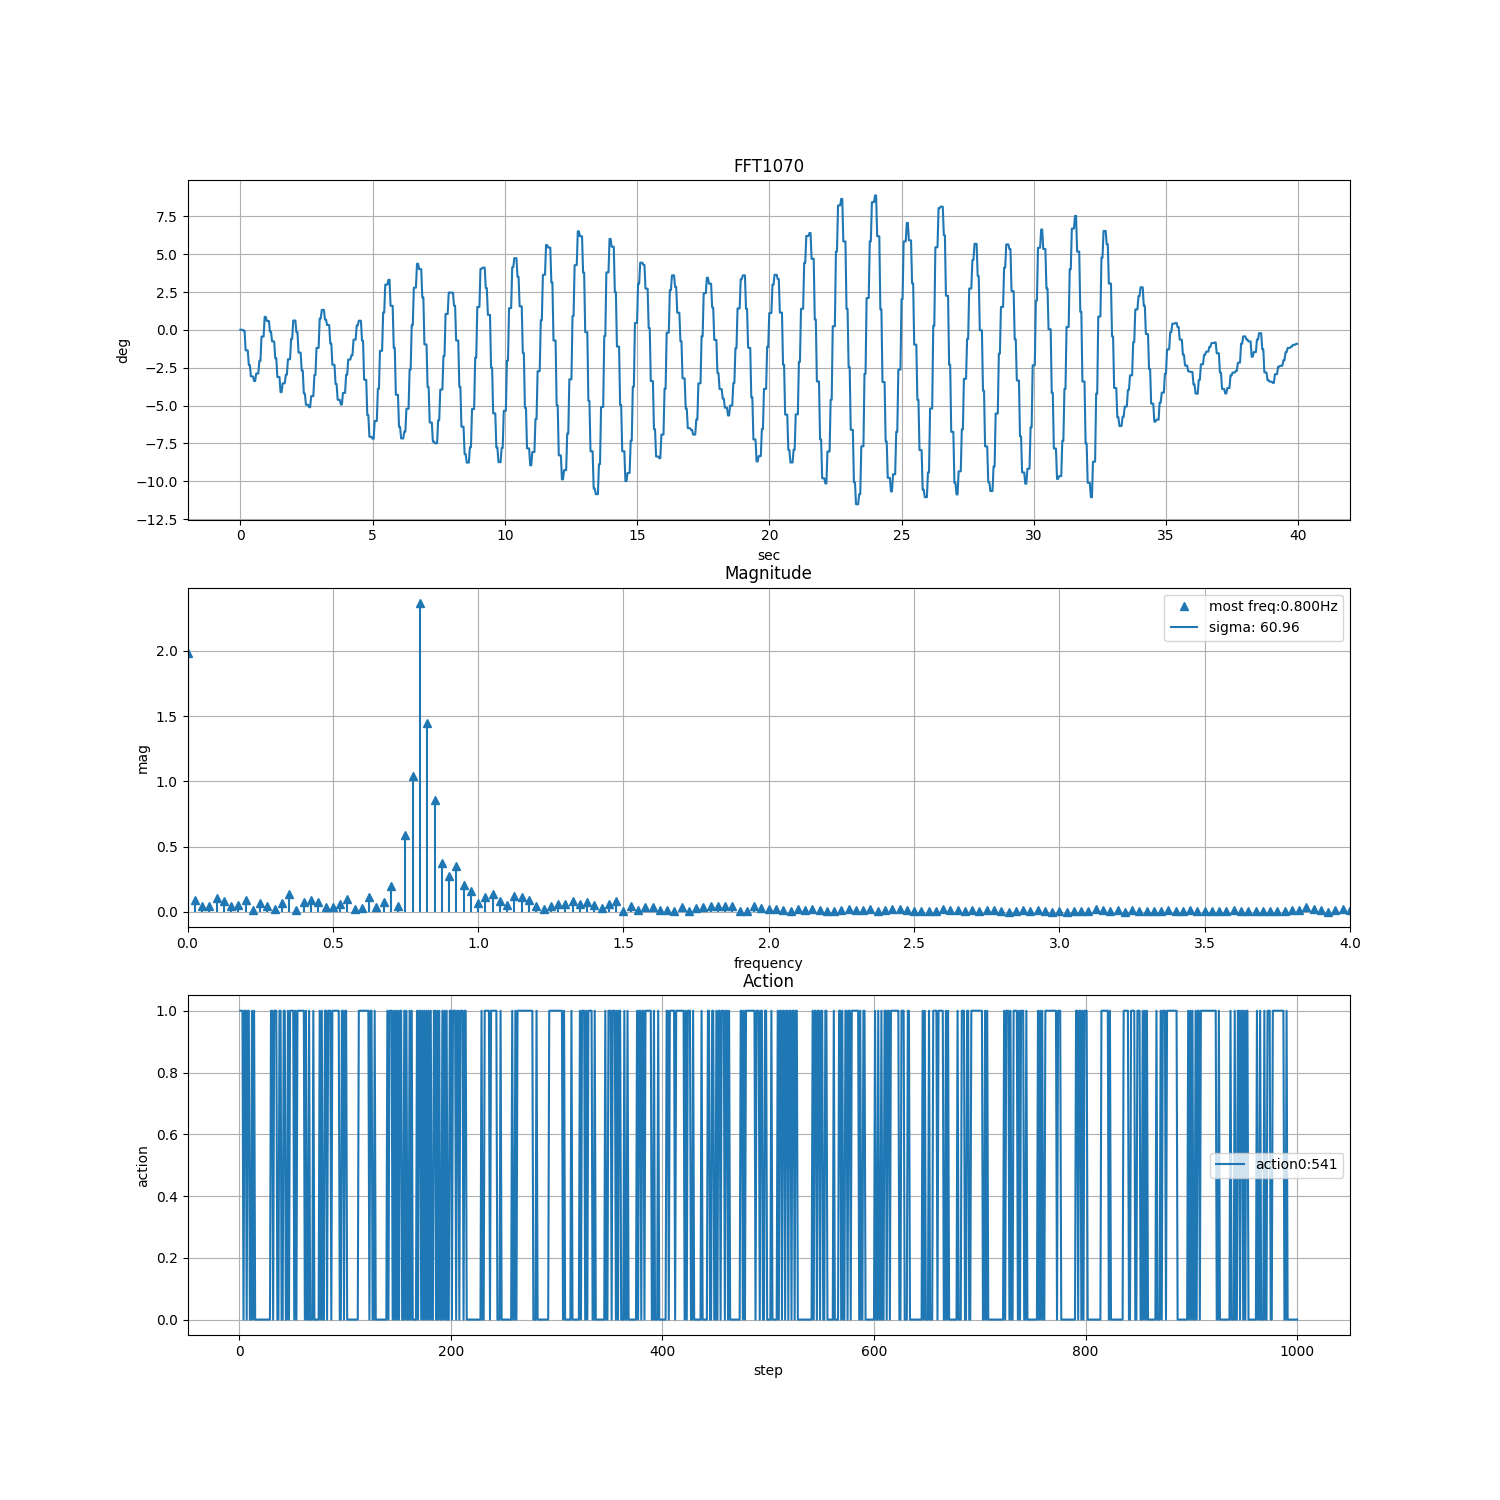 FFT1070
7.5
5.0
2.5
0.0
−2.5
−5.0
−7.5
−10.0
−12.5
deg
0 5 10 15 20 25 30 35 40
sec
Magnitude
most freq:0.800Hz
sigma: 60.96
2.0
1.5
1.0
0.5
0.0
mag
0.0 0.5 1.0 1.5 2.0 2.5 3.0 3.5 4.0
frequency
Action
1.0
0.8
0.6
0.4
0.2
0.0
action
action0:541
0 200 400 600 800 1000
step